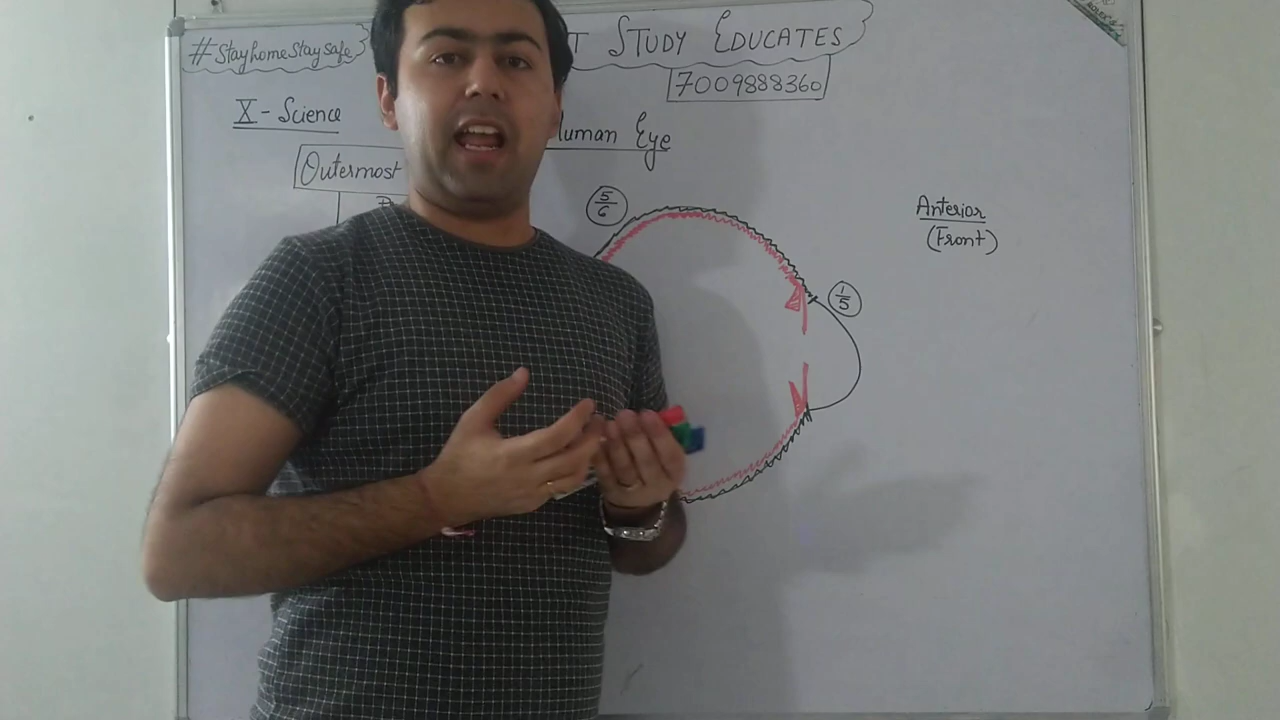 #Stayhomestaysafe
T STUDY EDUCATES
7009888360
X - Science
Human Eye
Outermost
5/6
Anterior
(Front)
1/5